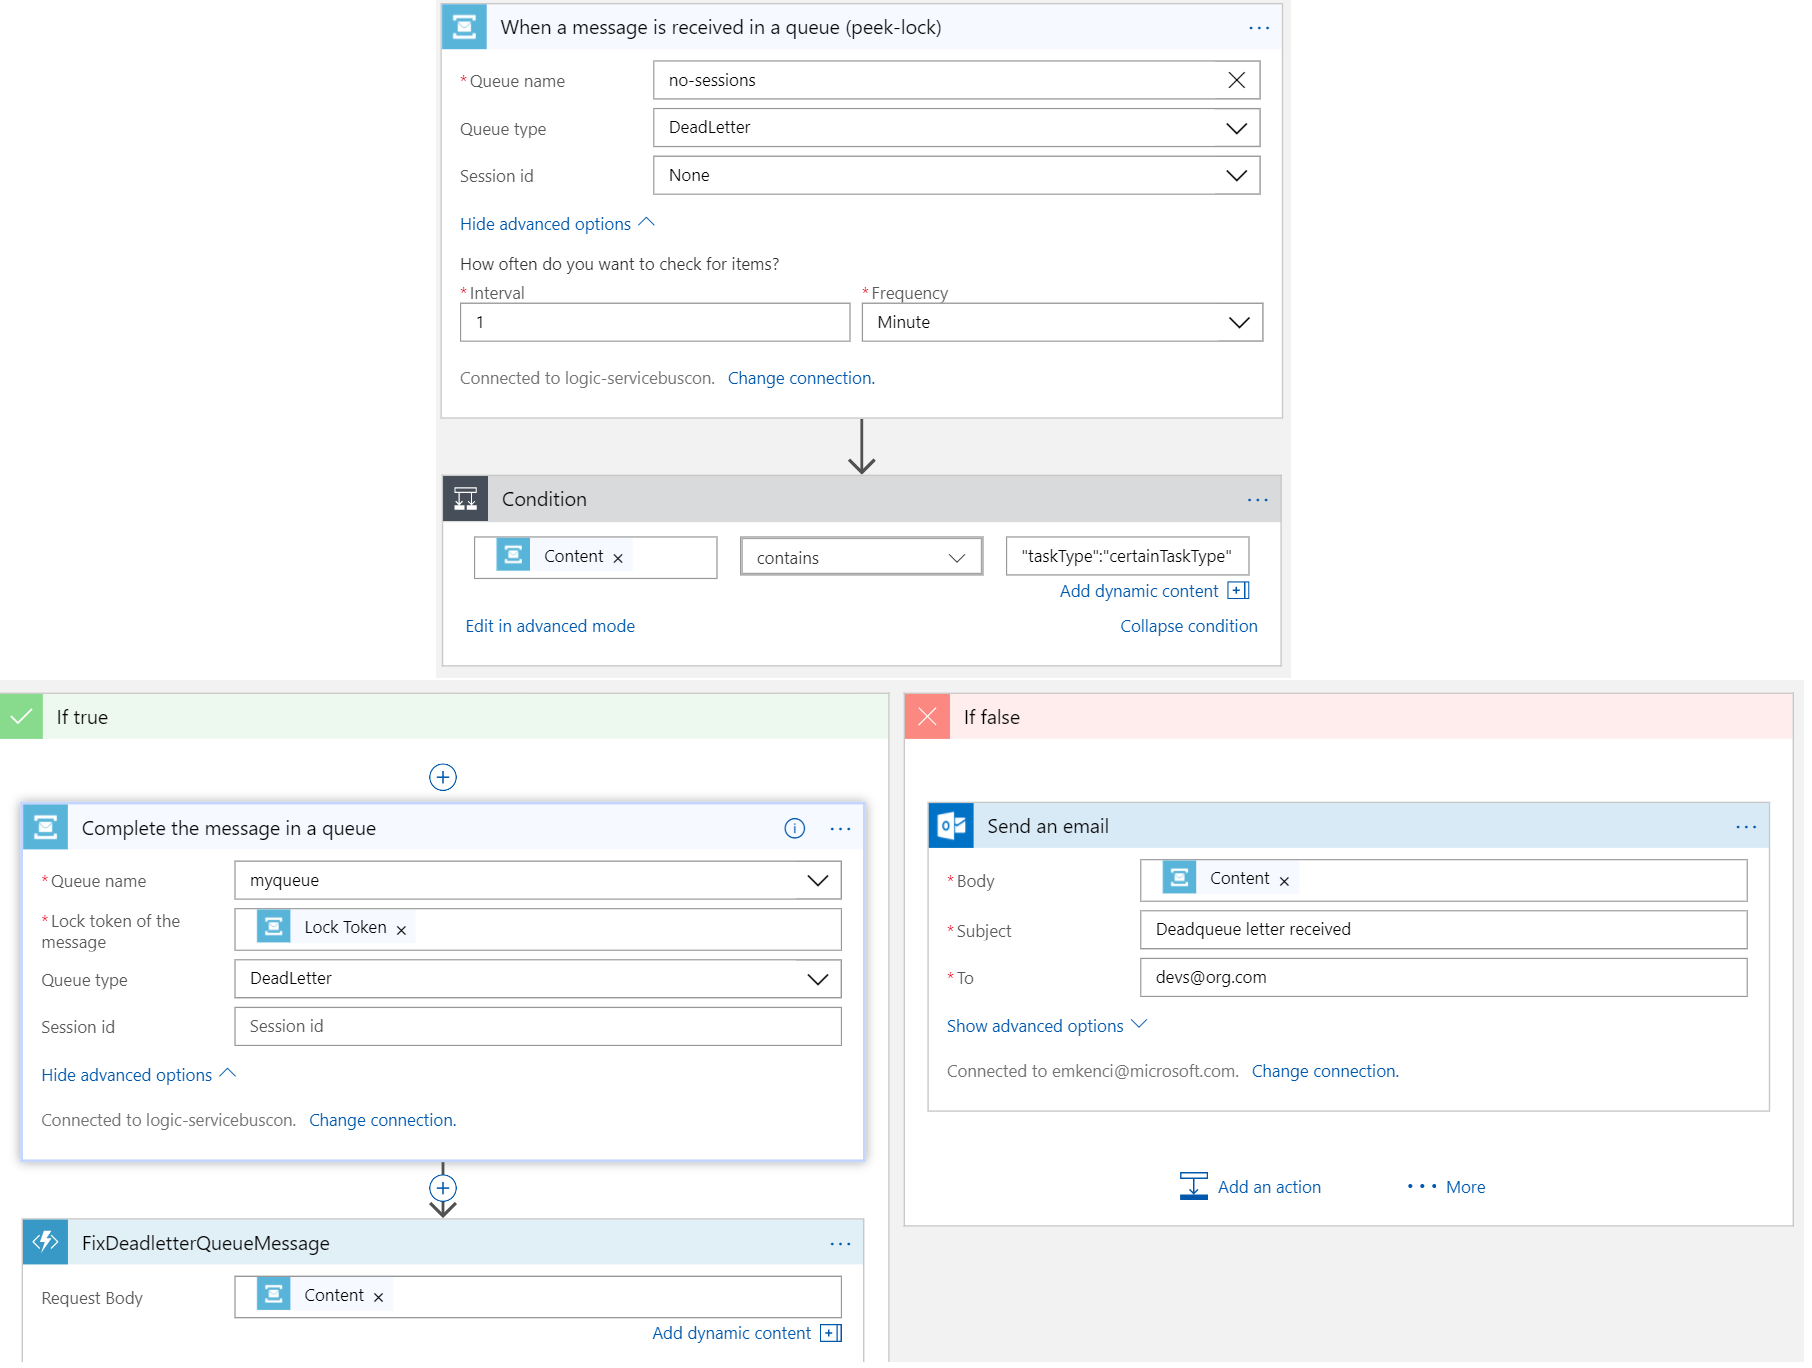 When a message is received in a queue (peek-lock)
* Queue name no-sessions
Queue type DeadLetter
Session id None
Hide advanced options
How often do you want to check for items?
* Interval * Frequency
1 Minute
Connected to logic-servicebuscon. Change connection.
Condition
Content × contains "taskType":"certainTaskType"
Add dynamic content
Edit in advanced mode Collapse condition
If true
Complete the message in a queue
* Queue name myqueue
* Lock token of the
message
Lock Token ×
Queue type DeadLetter
Session id Session id
Hide advanced options
Connected to logic-servicebuscon. Change connection.
FixDeadletterQueueMessage
Request Body Content ×
Add dynamic content
If false
Send an email
* Body Content ×
* Subject Deadqueue letter received
* To devs@org.com
Show advanced options
Connected to emkenci@microsoft.com. Change connection.
Add an action ••• More